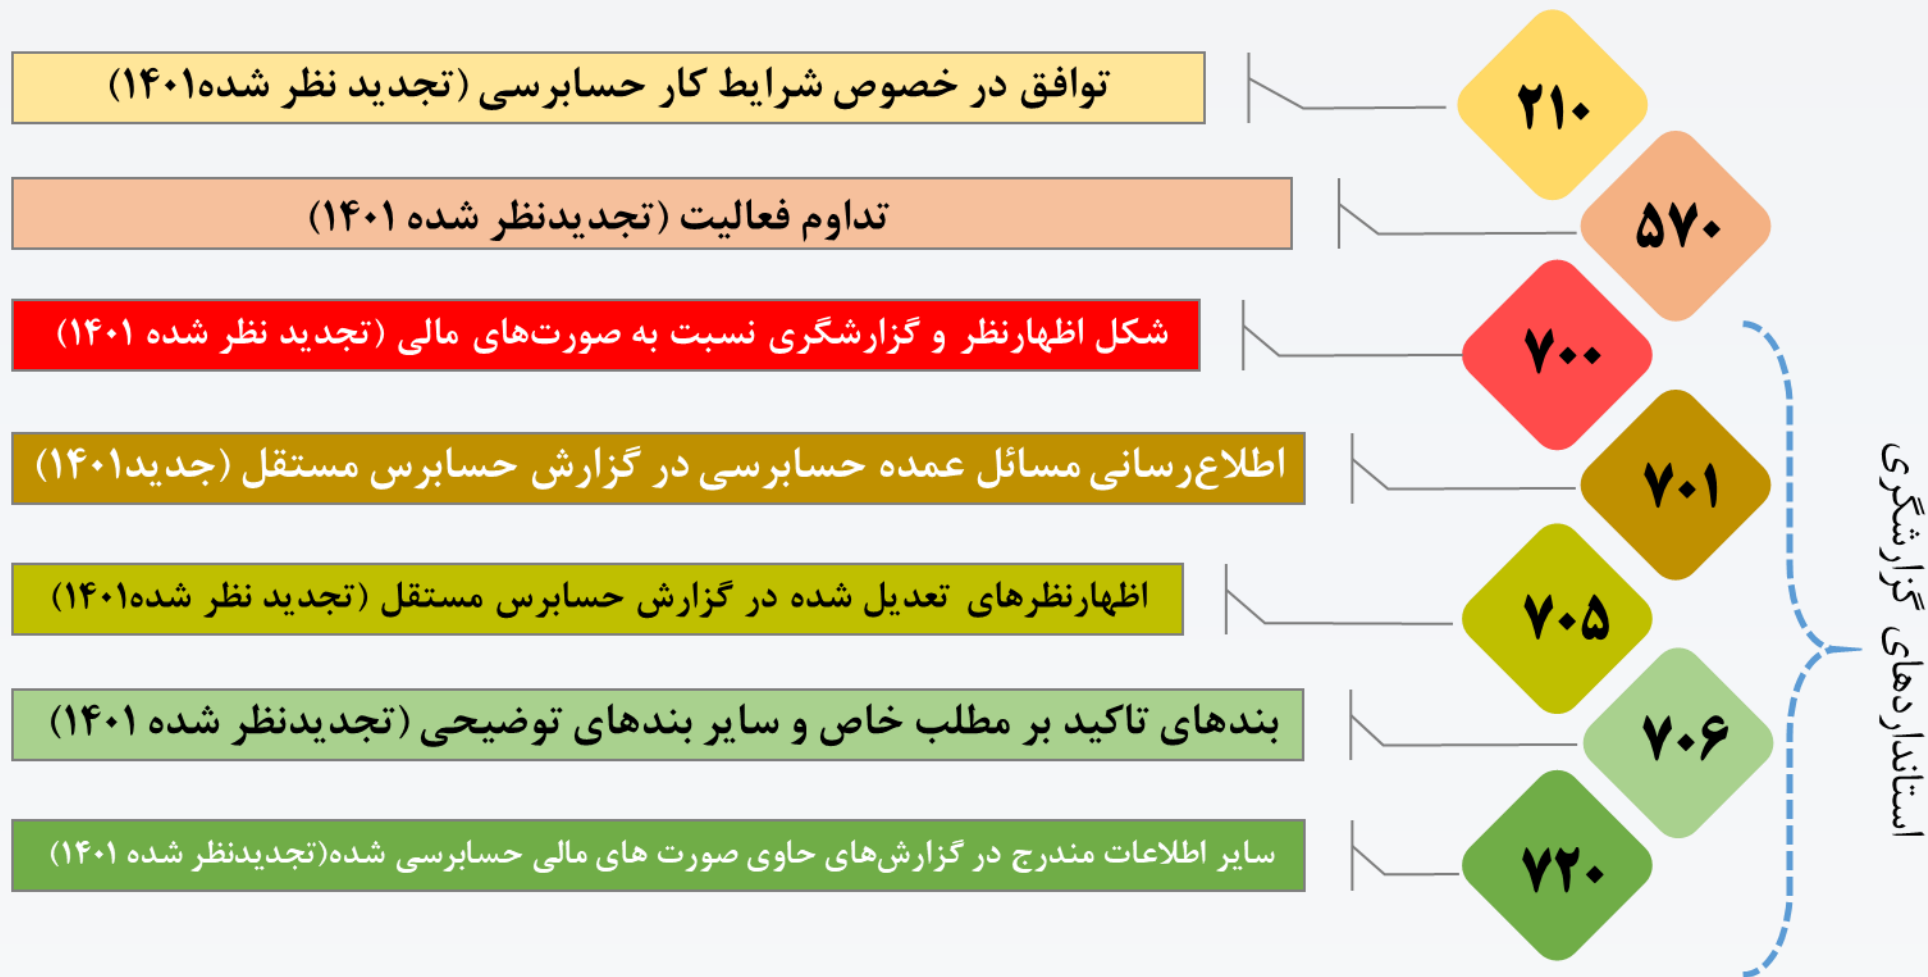 ۲۱۰
توافق در خصوص شرایط کار حسابرسی (تجدید نظر شده۱۴۰۱)
۵۷۰
تداوم فعالیت (تجدیدنظر شده ۱۴۰۱)
استانداردهای گزارشگری
۷۰۰
شکل اظهارنظر و گزارشگری نسبت به صورت‌های مالی (تجدید نظر شده ۱۴۰۱)
۷۰۱
اطلاع‌رسانی مسائل عمده حسابرسی در گزارش حسابرس مستقل (جدید۱۴۰۱)
۷۰۵
اظهارنظرهای تعدیل شده در گزارش حسابرس مستقل (تجدید نظر شده۱۴۰۱)
۷۰۶
بندهای تاکید بر مطلب خاص و سایر بندهای توضیحی (تجدیدنظر شده ۱۴۰۱)
۷۲۰
سایر اطلاعات مندرج در گزارش‌های حاوی صورت های مالی حسابرسی شده(تجدیدنظر شده ۱۴۰۱)